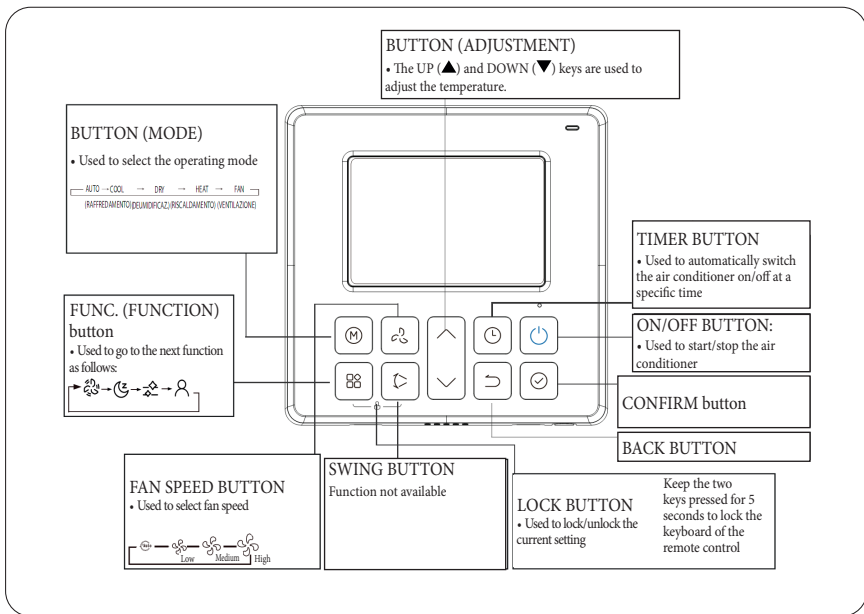 BUTTON (ADJUSTMENT)
• The UP (▲) and DOWN (▼) keys are used to
adjust the temperature.
BUTTON (MODE)
• Used to select the operating mode
AUTO → COOL → DRY → HEAT → FAN
(RAFFREDAMENTO) (DEUMIDIFICAZ.) (RISCALDAMENTO) (VENTILAZIONE)
TIMER BUTTON
• Used to automatically switch
the air conditioner on/off at a
specific time
FUNC. (FUNCTION)
button
• Used to go to the next function
as follows:
M
ON/OFF BUTTON:
• Used to start/stop the air
conditioner
CONFIRM button
BACK BUTTON
FAN SPEED BUTTON
• Used to select fan speed
Low Medium High
SWING BUTTON
Function not available
LOCK BUTTON
• Used to lock/unlock the
current setting
Keep the two
keys pressed for 5
seconds to lock the
keyboard of the
remote control